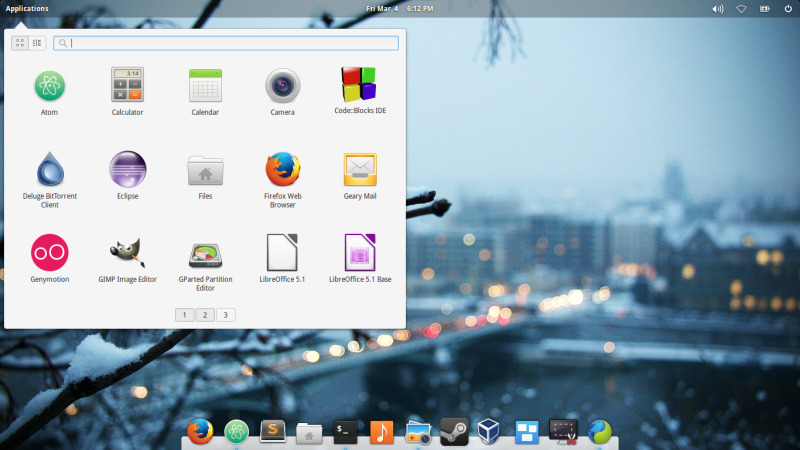 Applications
Fri Mar 4 6:12 PM
3.14
Atom
Calculator
Calendar
Camera
Code::Blocks IDE
Deluge BitTorrent
Client
Eclipse
Files
Firefox Web
Browser
Geary Mail
Genymotion
GIMP Image Editor
GParted Partition
Editor
LibreOffice 5.1
LibreOffice 5.1 Base
1 2 3
S
$_